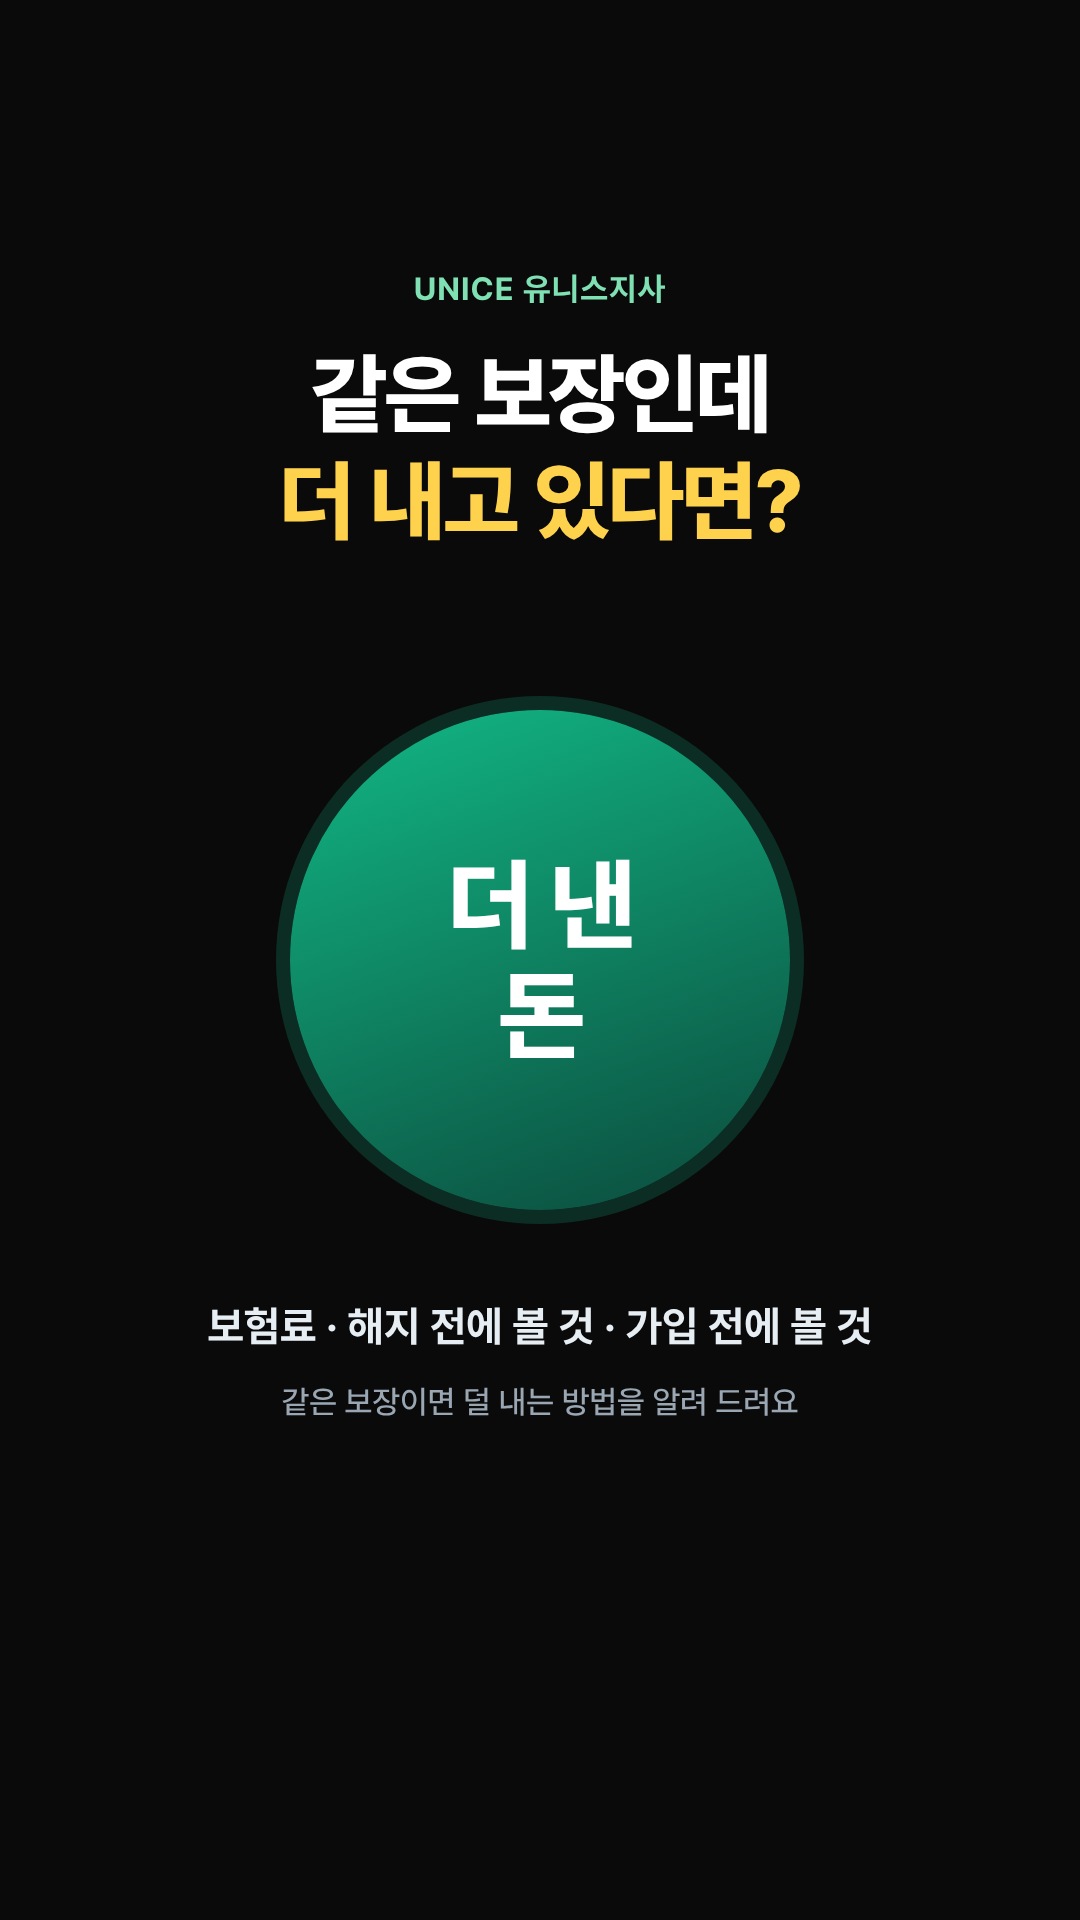 UNICE 유니스지사
같은 보장인데
더 내고 있다면?
더 낸
돈
보험료 · 해지 전에 볼 것 · 가입 전에 볼 것
같은 보장이면 덜 내는 방법을 알려 드려요